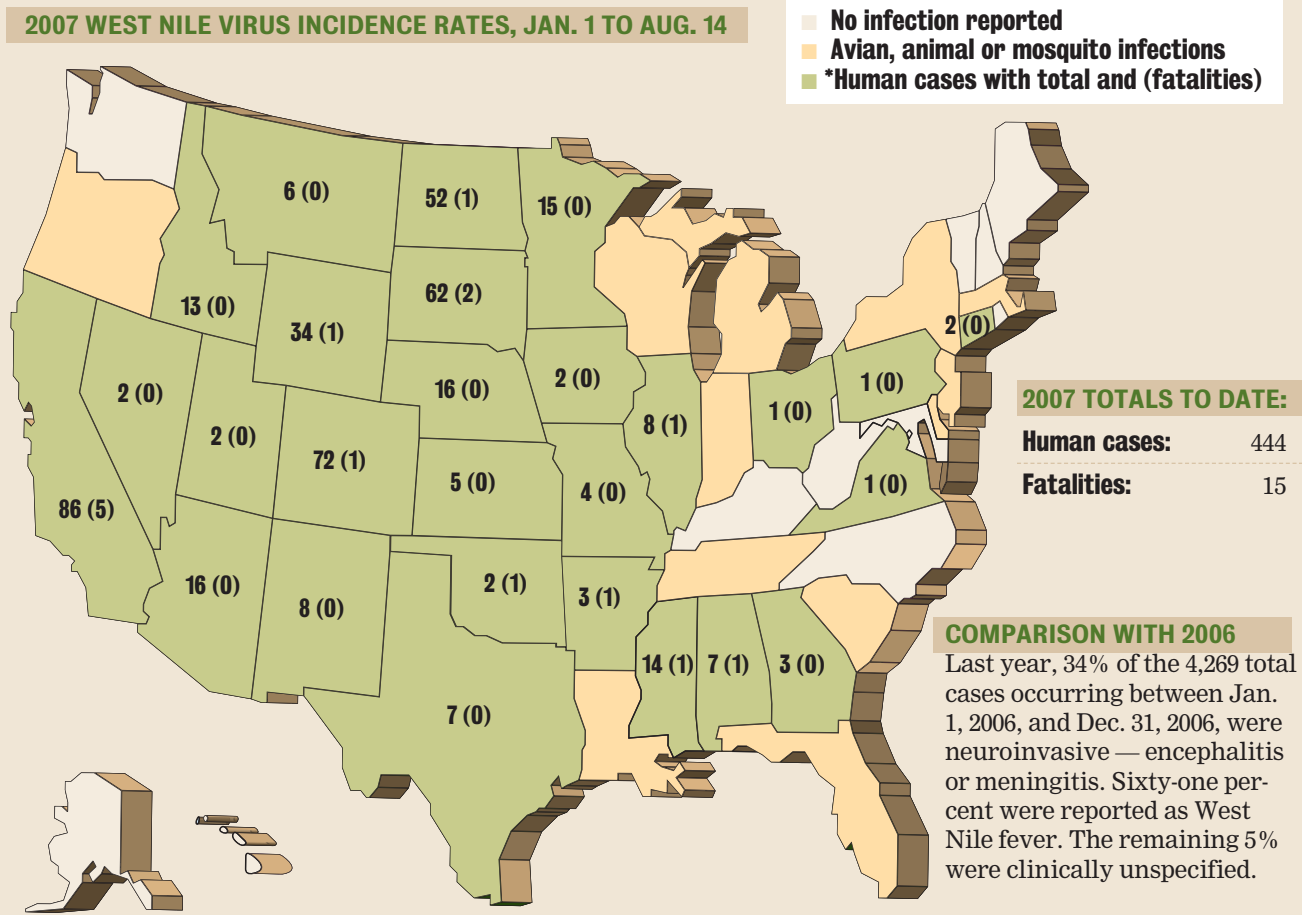 2007 WEST NILE VIRUS INCIDENCE RATES, JAN. 1 TO AUG. 14
No infection reported
Avian, animal or mosquito infections
*Human cases with total and (fatalities)
6 (0)
52 (1)
15 (0)
13 (0)
34 (1)
62 (2)
2 (0)
2 (0)
2 (0)
16 (0)
2 (0)
8 (1)
1 (0)
1 (0)
72 (1)
5 (0)
4 (0)
1 (0)
86 (5)
16 (0)
8 (0)
2 (1)
3 (1)
14 (1)
7 (1)
3 (0)
7 (0)
2007 TOTALS TO DATE:
Human cases: 444
Fatalities: 15
COMPARISON WITH 2006
Last year, 34% of the 4,269 total
cases occurring between Jan.
1, 2006, and Dec. 31, 2006, were
neuroinvasive — encephalitis
or meningitis. Sixty-one per-
cent were reported as West
Nile fever. The remaining 5%
were clinically unspecified.